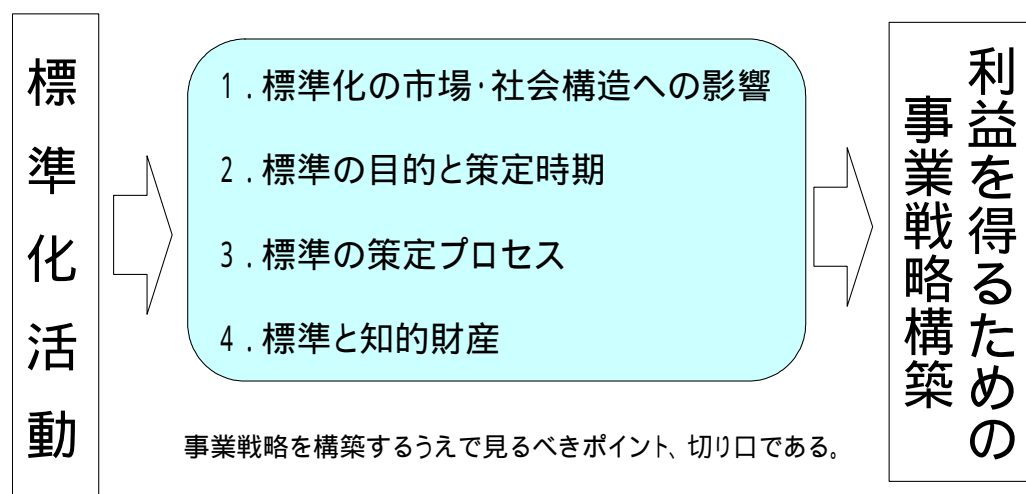 標準化活動
1．標準化の市場・社会構造への影響
2．標準の目的と策定時期
3．標準の策定プロセス
4．標準と知的財産
事業戦略を構築するうえで見るべきポイント、切り口である。
利益を得るための
事業戦略構築